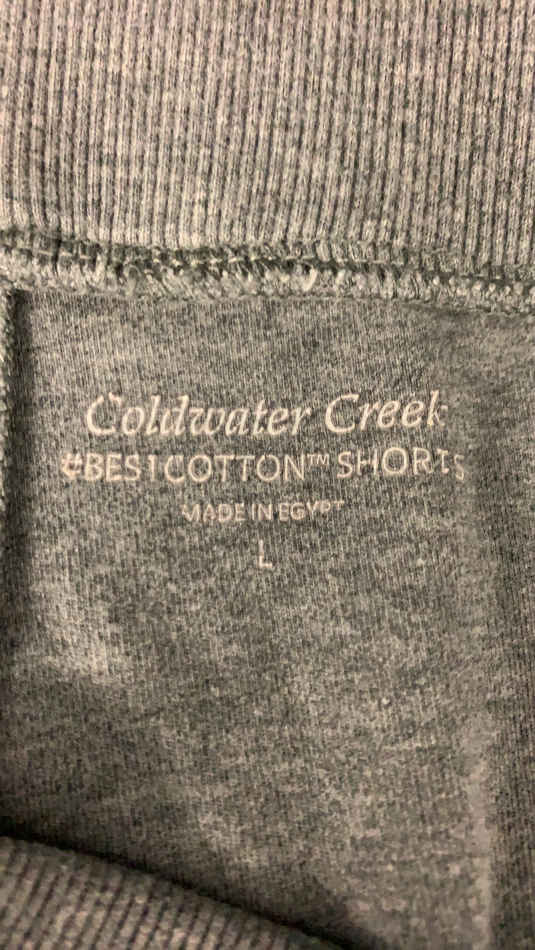 Coldwater Creek
#BESTCOTTON™ SHORTS
MADE IN EGYPT
L